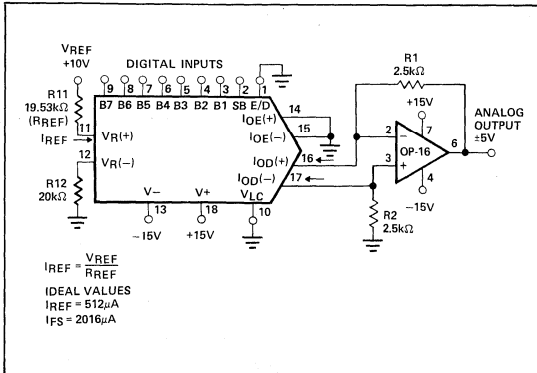 VREF
+10V
DIGITAL INPUTS
9 8 7 6 5 4 3 2 1
B7 B6 B5 B4 B3 B2 B1 SB E/D
R11
19.53kΩ
(RREF)
IREF
11
VR(+)
12
VR(−)
R12
20kΩ
IOE(+)
14
IOE(−)
15
IOD(+)
16
IOD(−)
17
V−
V+
VLC
13
18
10
−15V
+15V
R1
2.5kΩ
+15V
7
2
−
3
+
OP-16
6
4
−15V
ANALOG
OUTPUT
±5V
R2
2.5kΩ
IREF = VREF
RREF
IDEAL VALUES
IREF = 512μA
IFS = 2016μA